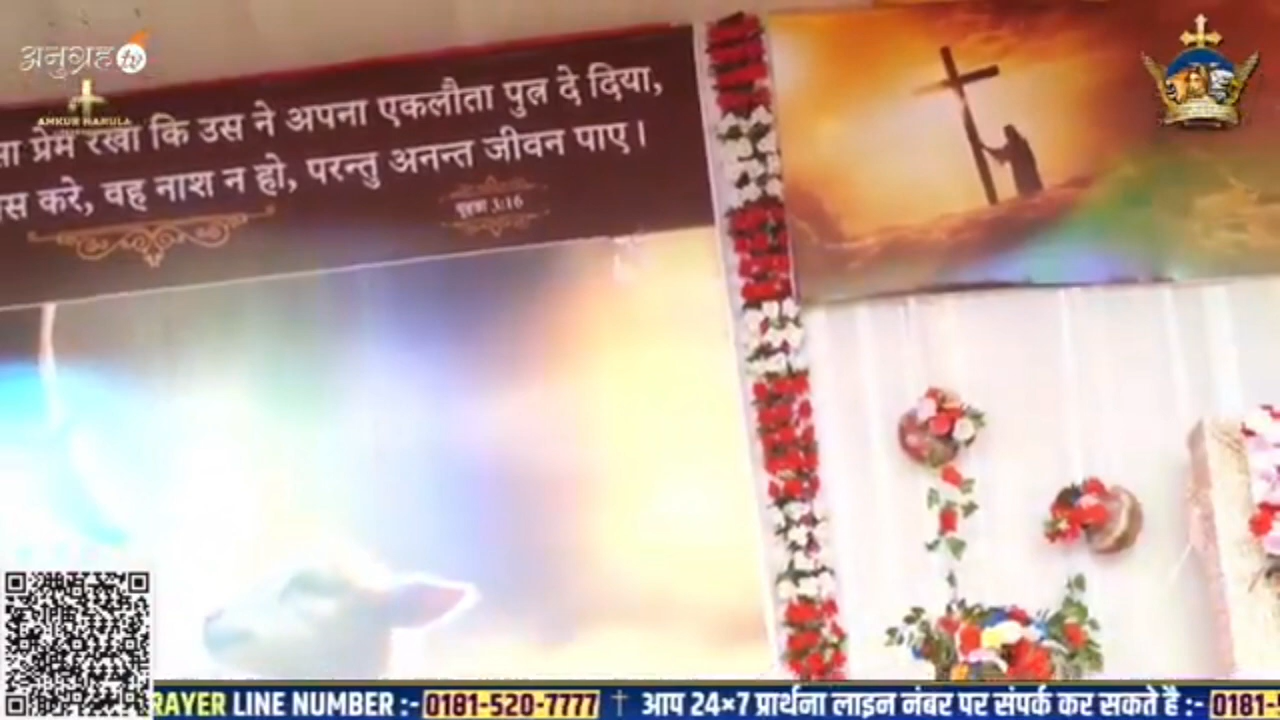 अनुग्रह tv
ANKUR NARULA
सा प्रेम रखा कि उस ने अपना एकलौता पुत्र दे दिया,
करे, वह नाश न हो, परन्तु अनन्त जीवन पाए।
यूहन्ना 3:16
RAYER LINE NUMBER :- 0181-520-7777 † आप 24×7 प्रार्थना लाइन नंबर पर संपर्क कर सकते है :- 0181-